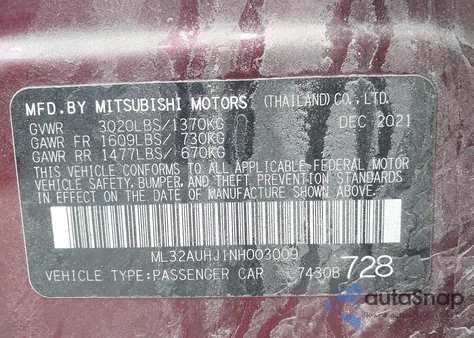 MFD.BY MITSUBISHI MOTORS (THAILAND)CO.,LTD.
GVWR 3020LBS/1370KG DEC 2021
GAWR FR 1609LBS/ 730KG
GAWR RR 1477LBS/ 670KG
THIS VEHICLE CONFORMS TO ALL APPLICABLE FEDERAL MOTOR
VEHICLE SAFETY, BUMPER, AND THEFT PREVENTION STANDARDS
IN EFFECT ON THE DATE OF MANUFACTURE SHOWN ABOVE.
ML32AUHJ1NH003009
VEHICLE TYPE:PASSENGER CAR 7430B 728
autaSnap